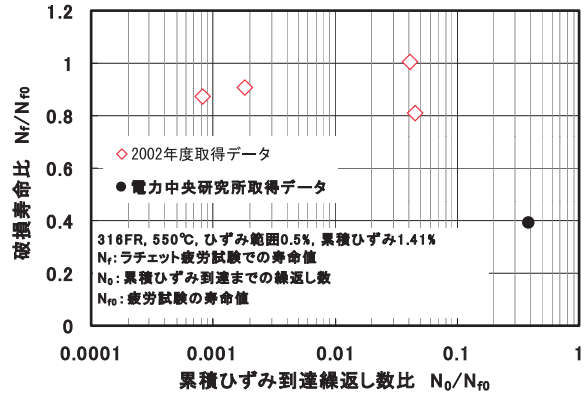 1.2
1
0.8
0.6
0.4
0.2
0
破損寿命比 Nf/Nf0
2002年度取得データ
電力中央研究所取得データ
316FR, 550℃, ひずみ範囲0.5%, 累積ひずみ1.41%
Nf:ラチェット疲労試験での寿命値
N0:累積ひずみ到達までの繰返し数
Nf0:疲労試験の寿命値
0.0001 0.001 0.01 0.1 1
累積ひずみ到達繰返し数比 N0/Nf0